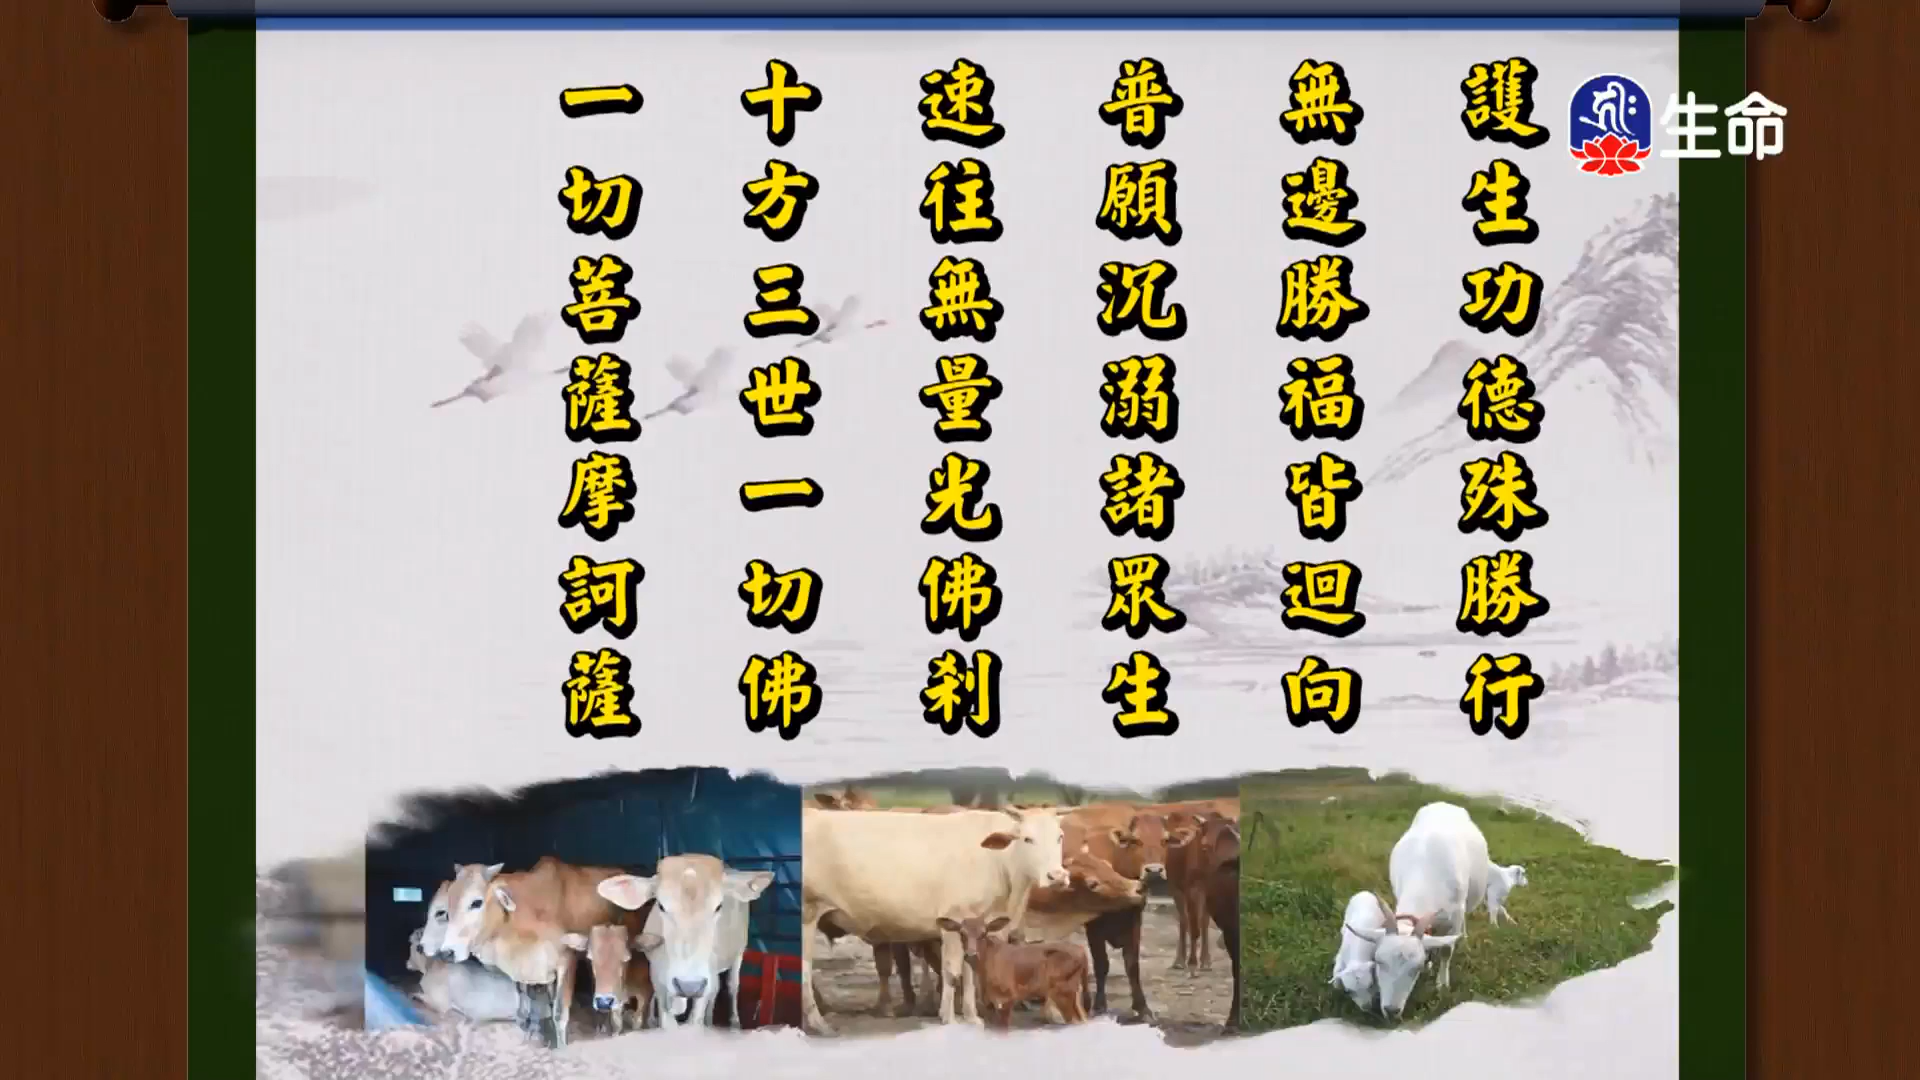 護生功德殊勝行
無邊勝福皆迴向
普願沉溺諸眾生
速往無量光佛剎
十方三世一切佛
一切菩薩摩訶薩
生命